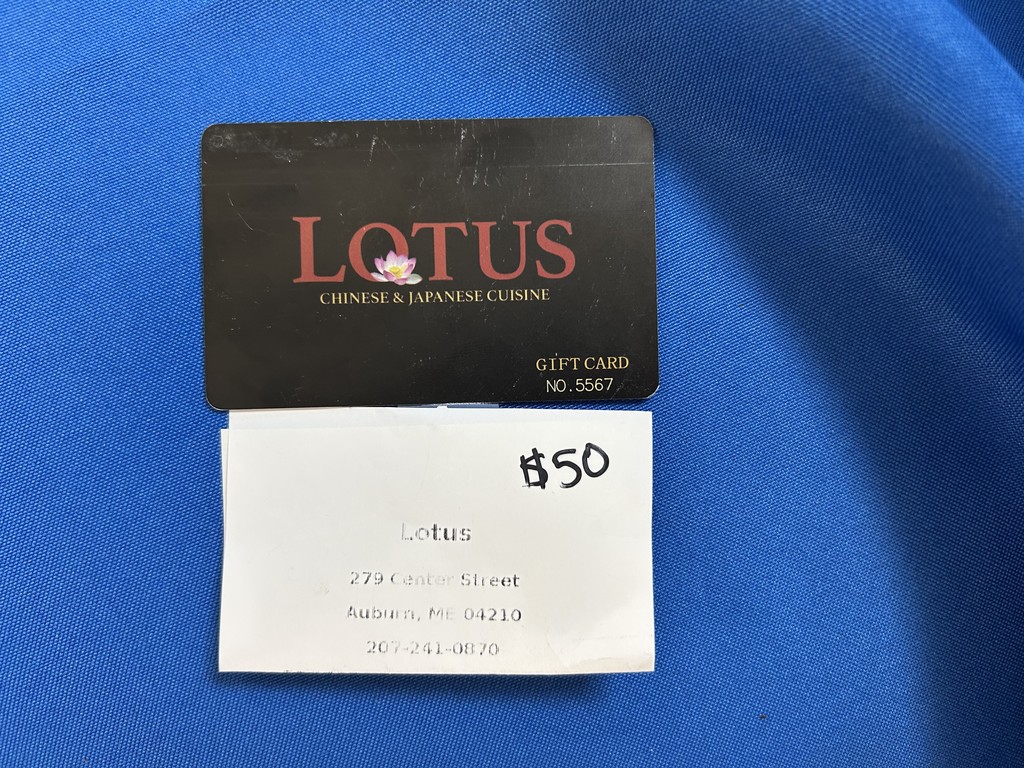 LOTUS
CHINESE & JAPANESE CUISINE
GIFT CARD
NO.5567
$50
Lotus
279 Center Street
Auburn, ME 04210
207-241-0870